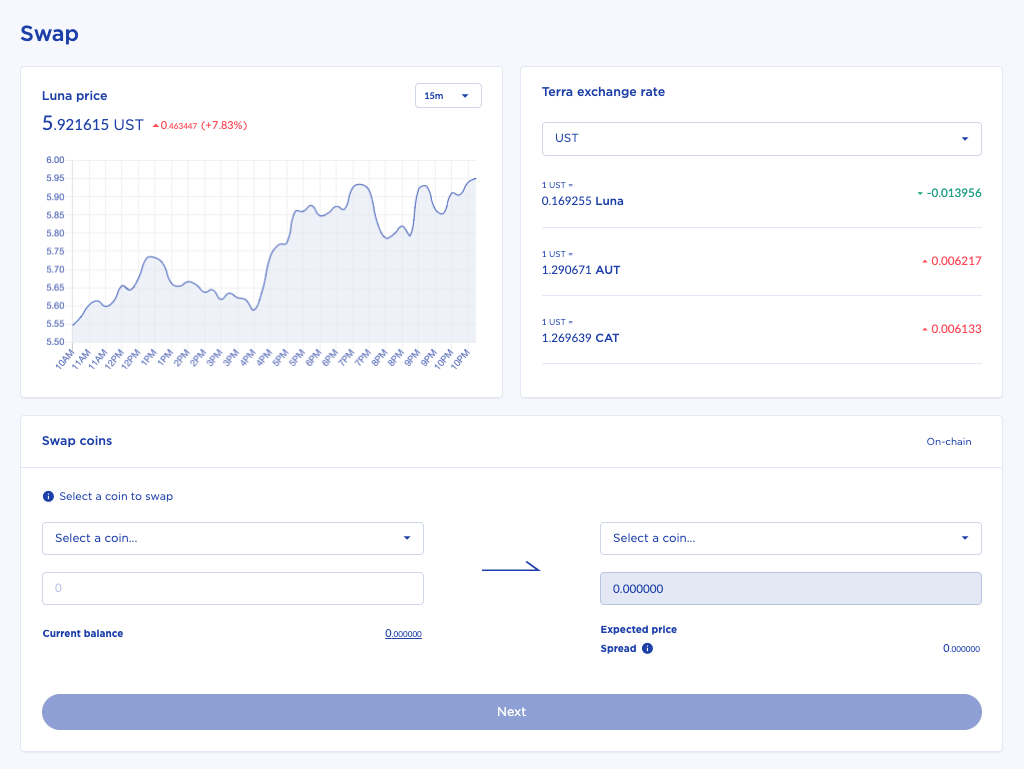 Swap
Luna price
15m
5.921615 UST 0.463447 (+7.83%)
6.00
5.95
5.90
5.85
5.80
5.75
5.70
5.65
5.60
5.55
5.50
10AM 11AM 11AM 12PM 12PM 1PM 1PM 2PM 2PM 3PM 3PM 4PM 4PM 5PM 5PM 6PM 6PM 7PM 7PM 8PM 8PM 9PM 9PM 10PM 10PM
Terra exchange rate
UST
1 UST =
0.169255 Luna
-0.013956
1 UST =
1.290671 AUT
0.006217
1 UST =
1.269639 CAT
0.006133
Swap coins
On-chain
Select a coin to swap
Select a coin...
0
Current balance
0.000000
Select a coin...
0.000000
Expected price
Spread
0.000000
Next